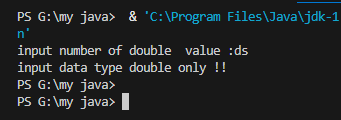 PS G:\my java>  & 'C:\Program Files\Java\jdk-1
n'
input number of double  value :ds
input data type double only !!
PS G:\my java>
PS G:\my java>